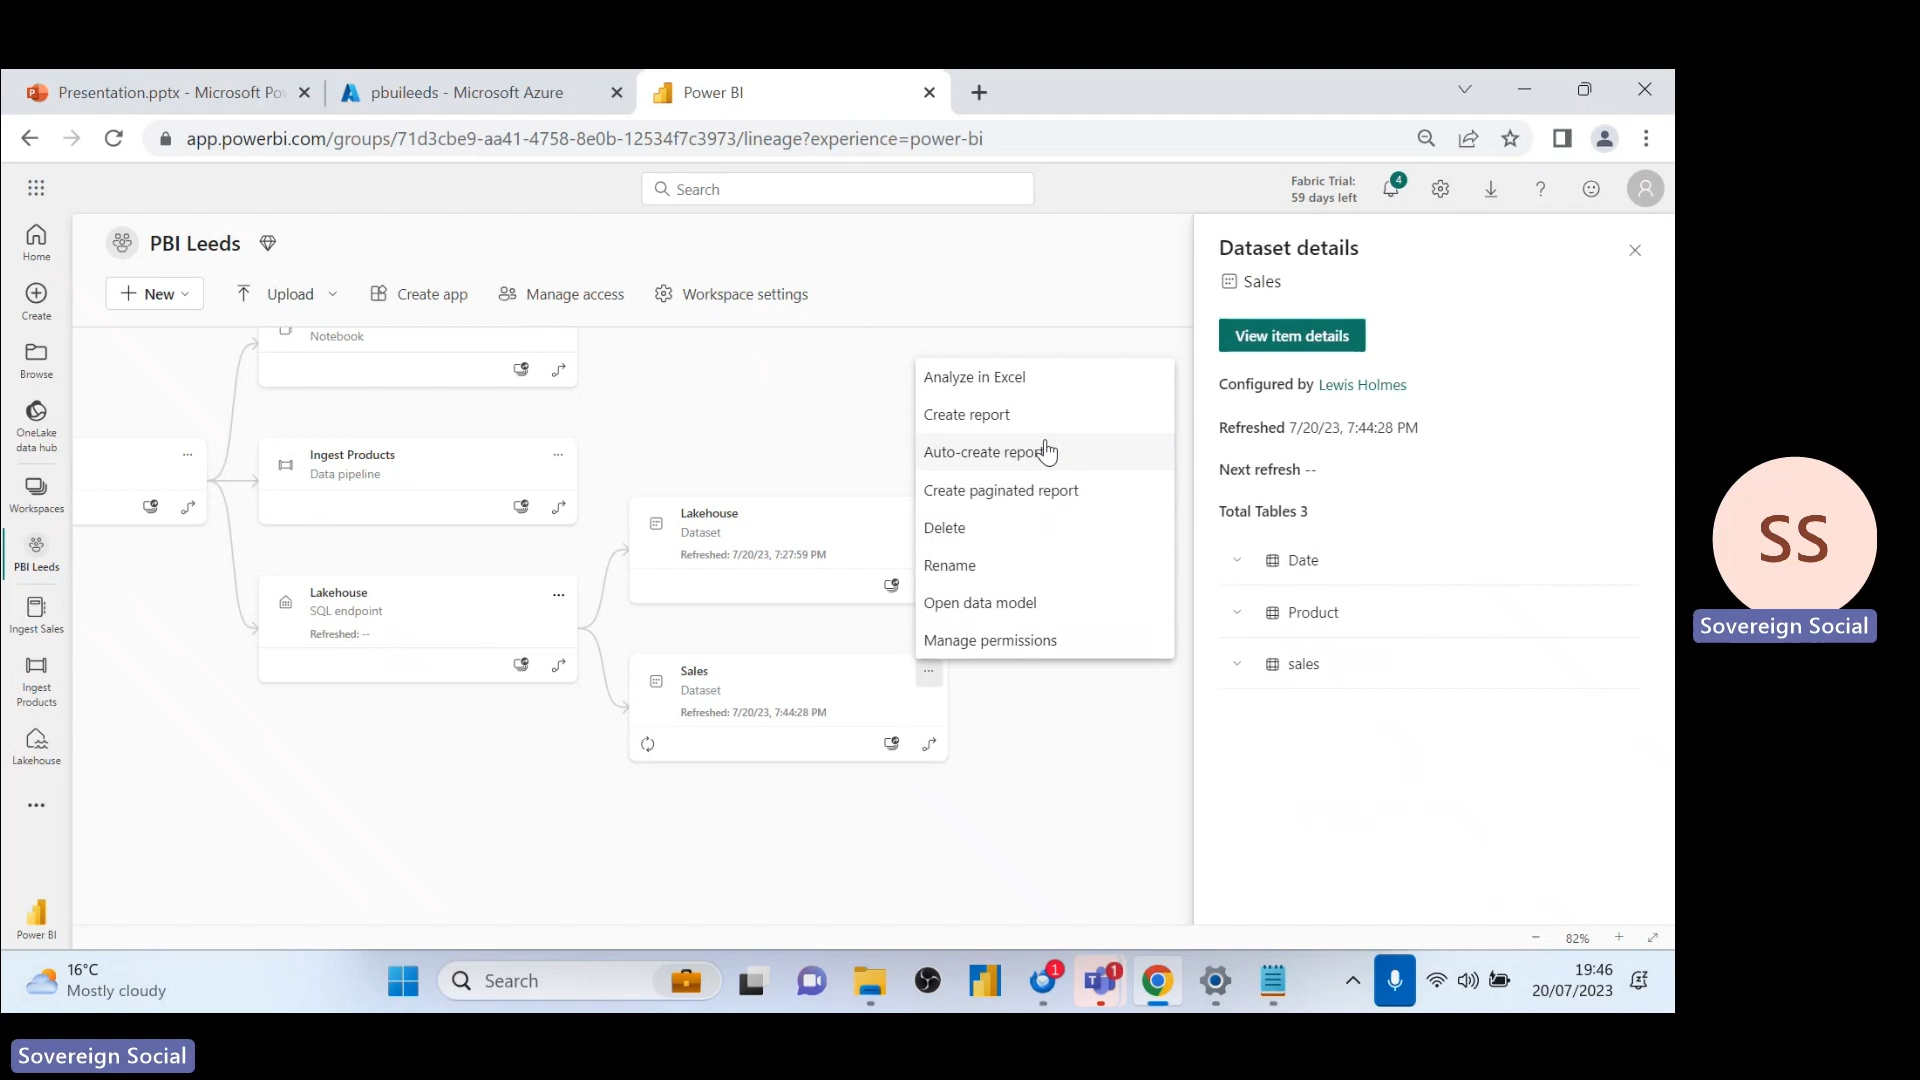 Presentation.pptx - Microsoft Po
pbuileeds - Microsoft Azure
Power BI
app.powerbi.com/groups/71d3cbe9-aa41-4758-8e0b-12534f7c3973/lineage?experience=power-bi
Search
Fabric Trial:
59 days left
4
Home
Create
Browse
OneLake
data hub
Workspaces
PBI Leeds
Ingest Sales
Ingest
Products
Lakehouse
Power BI
PBI Leeds
New
Upload
Create app
Manage access
Workspace settings
Notebook
Ingest Products
Data pipeline
Lakehouse
SQL endpoint
Refreshed: --
Lakehouse
Dataset
Refreshed: 7/20/23, 7:27:59 PM
Sales
Dataset
Refreshed: 7/20/23, 7:44:28 PM
Analyze in Excel
Create report
Auto-create report
Create paginated report
Delete
Rename
Open data model
Manage permissions
Dataset details
Sales
View item details
Configured by Lewis Holmes
Refreshed 7/20/23, 7:44:28 PM
Next refresh --
Total Tables 3
Date
Product
sales
82%
16°C
Mostly cloudy
Search
1
1
19:46
20/07/2023
SS
Sovereign Social
Sovereign Social